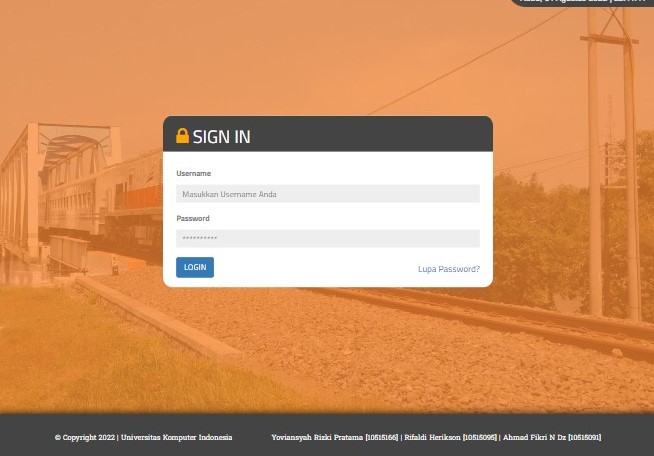 SIGN IN
Username
Masukkan Username Anda
Password
**********
LOGIN
Lupa Password?
© Copyright 2022 | Universitas Komputer Indonesia
Yoviansyah Rizki Pratama [10515166] | Rifaldi Herikson [10515095] | Ahmad Fikri N Dz [10515091]